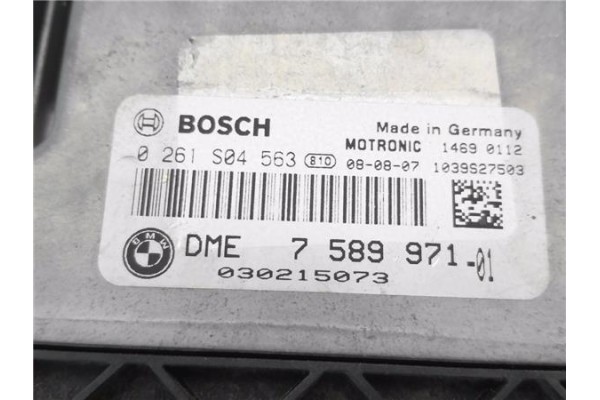 BOSCH Made in Germany
MOTRONIC 1469 0112
0 261 S04 563 810 08-08-07 1039S27503
BMW DME 7 589 971-01
030215073